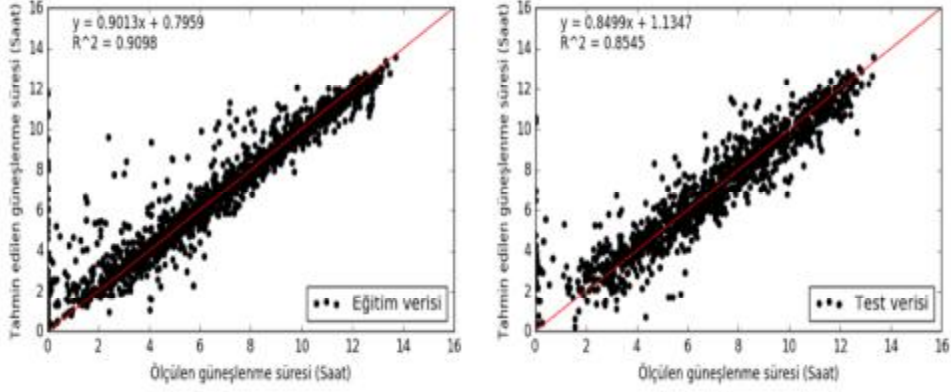 y = 0.9013x + 0.7959
R^2 = 0.9098
Tahmin edilen güneşlenme süresi (Saat)
16
14
12
10
8
6
4
2
0
Eğitim verisi
0 2 4 6 8 10 12 14 16
Ölçülen güneşlenme süresi (Saat)
y = 0.8499x + 1.1347
R^2 = 0.8545
Tahmin edilen güneşlenme süresi (Saat)
16
14
12
10
8
6
4
2
0
Test verisi
0 2 4 6 8 10 12 14 16
Ölçülen güneşlenme süresi (Saat)